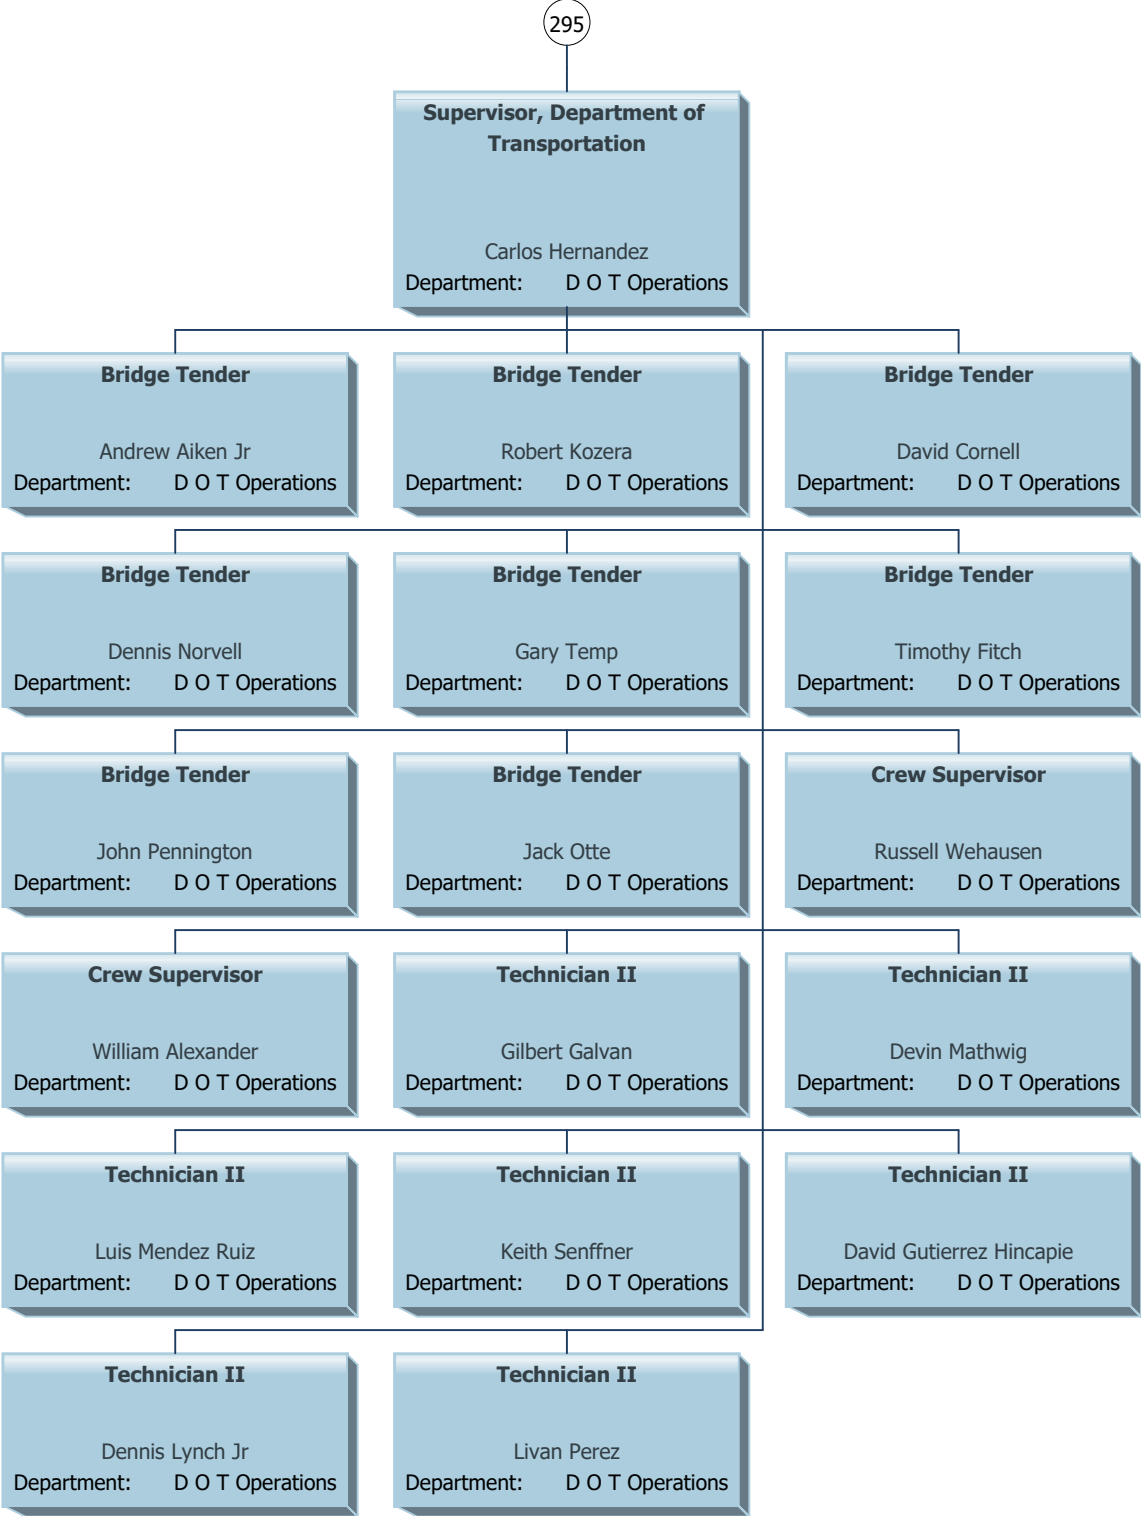 295
Supervisor, Department of
Transportation
Carlos Hernandez
Department: D O T Operations
Bridge Tender
Andrew Aiken Jr
Department: D O T Operations
Bridge Tender
Robert Kozera
Department: D O T Operations
Bridge Tender
David Cornell
Department: D O T Operations
Bridge Tender
Dennis Norvell
Department: D O T Operations
Bridge Tender
Gary Temp
Department: D O T Operations
Bridge Tender
Timothy Fitch
Department: D O T Operations
Bridge Tender
John Pennington
Department: D O T Operations
Bridge Tender
Jack Otte
Department: D O T Operations
Crew Supervisor
Russell Wehausen
Department: D O T Operations
Crew Supervisor
William Alexander
Department: D O T Operations
Technician II
Gilbert Galvan
Department: D O T Operations
Technician II
Devin Mathwig
Department: D O T Operations
Technician II
Luis Mendez Ruiz
Department: D O T Operations
Technician II
Keith Senffner
Department: D O T Operations
Technician II
David Gutierrez Hincapie
Department: D O T Operations
Technician II
Dennis Lynch Jr
Department: D O T Operations
Technician II
Livan Perez
Department: D O T Operations